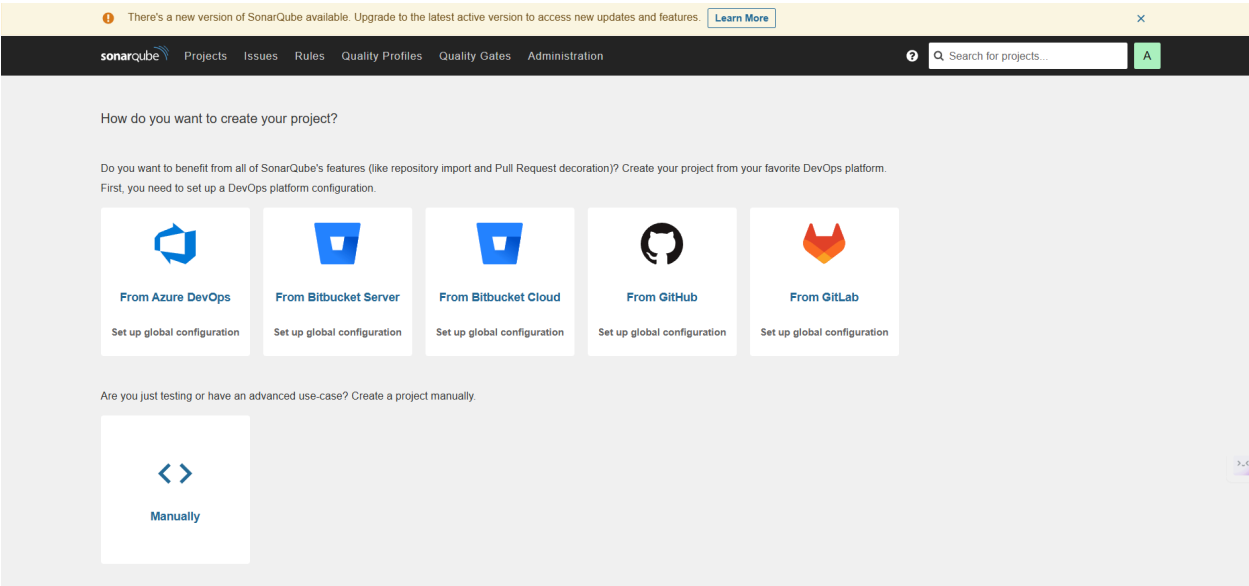 There's a new version of SonarQube available. Upgrade to the latest active version to access new updates and features. Learn More
sonarqube Projects Issues Rules Quality Profiles Quality Gates Administration Search for projects... A
How do you want to create your project?
Do you want to benefit from all of SonarQube's features (like repository import and Pull Request decoration)? Create your project from your favorite DevOps platform.
First, you need to set up a DevOps platform configuration.
From Azure DevOps From Bitbucket Server From Bitbucket Cloud From GitHub From GitLab
Set up global configuration Set up global configuration Set up global configuration Set up global configuration Set up global configuration
Are you just testing or have an advanced use-case? Create a project manually.
Manually